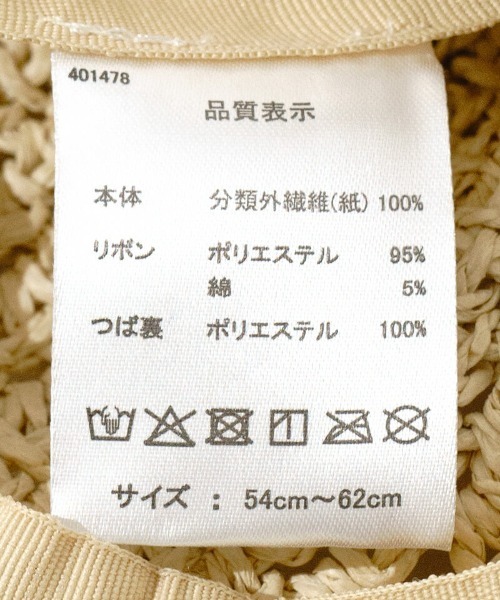 401478
品質表示
本体 分類外繊維(紙) 100%
リボン ポリエステル 95%
綿 5%
つば裏 ポリエステル 100%
サイズ : 54cm～62cm